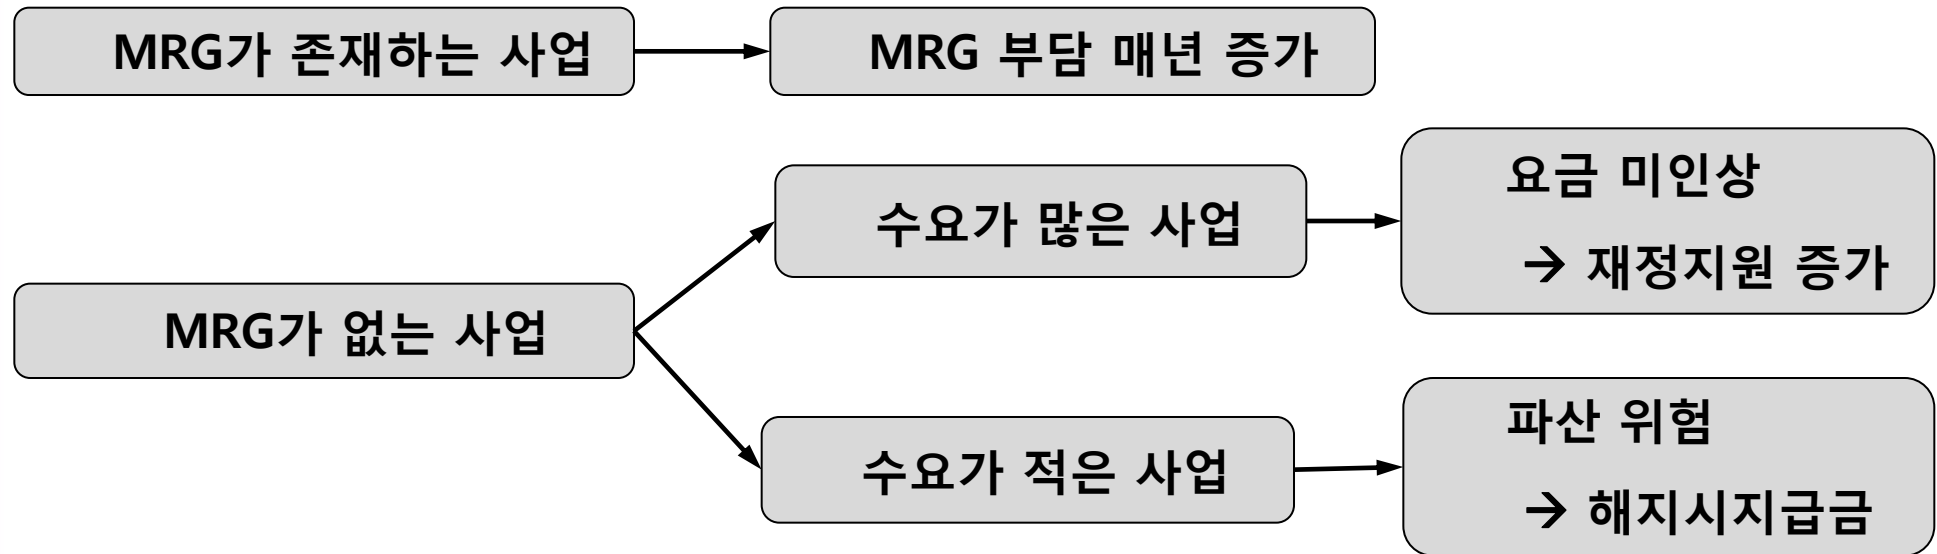 MRG가 존재하는 사업
MRG 부담 매년 증가
MRG가 없는 사업
수요가 많은 사업
요금 미인상
→ 재정지원 증가
수요가 적은 사업
파산 위험
→ 해지시지급금